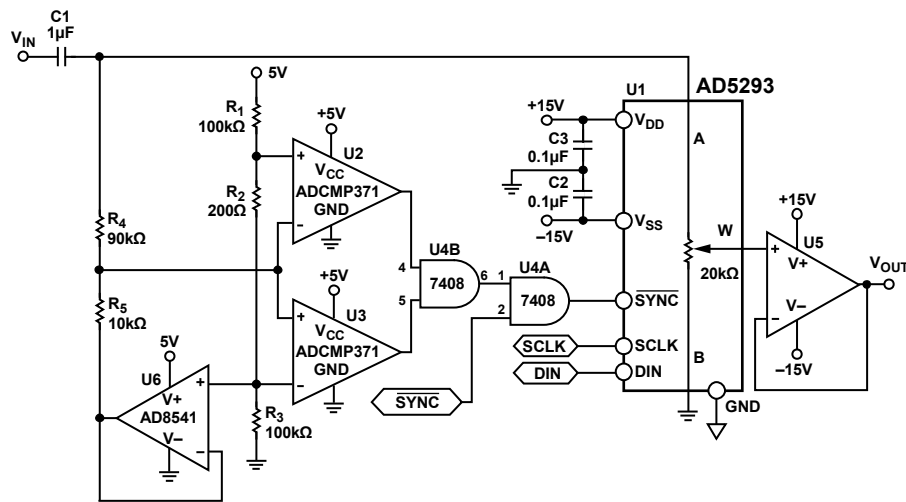 C1
1μF
V_IN
5V
R1
100kΩ
R2
200Ω
R3
100kΩ
R4
90kΩ
R5
10kΩ
5V
U6
V+
AD8541
V–
+
–
+5V
U2
VCC
ADCMP371
GND
+
–
+5V
U3
VCC
ADCMP371
GND
+
–
U4B
4
5
7408
6
U4A
1
2
7408
SYNC
SCLK
DIN
U1
AD5293
+15V
VDD
C3
0.1μF
C2
0.1μF
–15V
VSS
SYNC
SCLK
DIN
GND
A
W
20kΩ
B
+15V
U5
V+
V–
+
–
–15V
VOUT